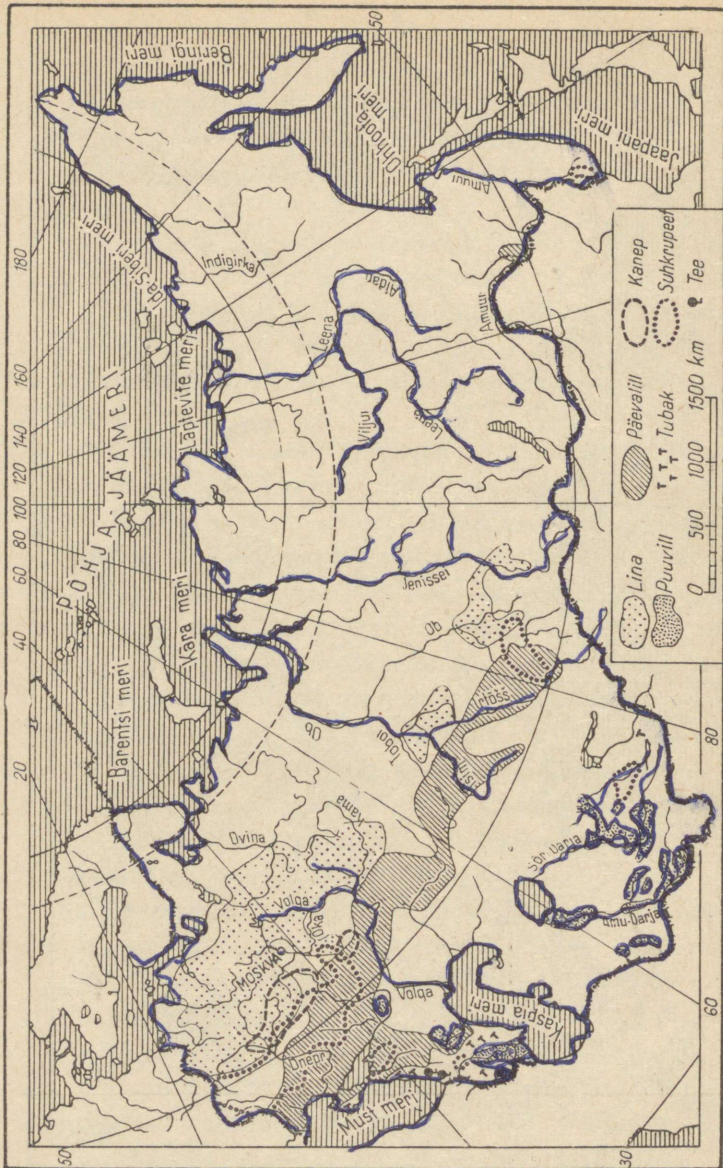 20
40
60
80
100
120
140
160
180
50
PÕHJA-JÄÄMERI
Barentsi meri
Kara meri
Laptevite meri
Ida-Siberi meri
Beringi meri
Ohhoota meri
Jaapani meri
Dvina
Kama
Volga
Oka
MOSKVA
Dnepr
Volga
Must meri
Kaspia meri
Ob
Tobol
Išim
Irtõšš
Ob
Jenissei
Viljui
Leena
Leena
Aldan
Indigirka
Amuur
Amuur
Sõr-Darja
Amu-Darja
50
30
60
80
Lina
Päevalill
Kanep
Puuvill
Tubak
Suhkrupeet
Tee
0 500 1000 1500 km